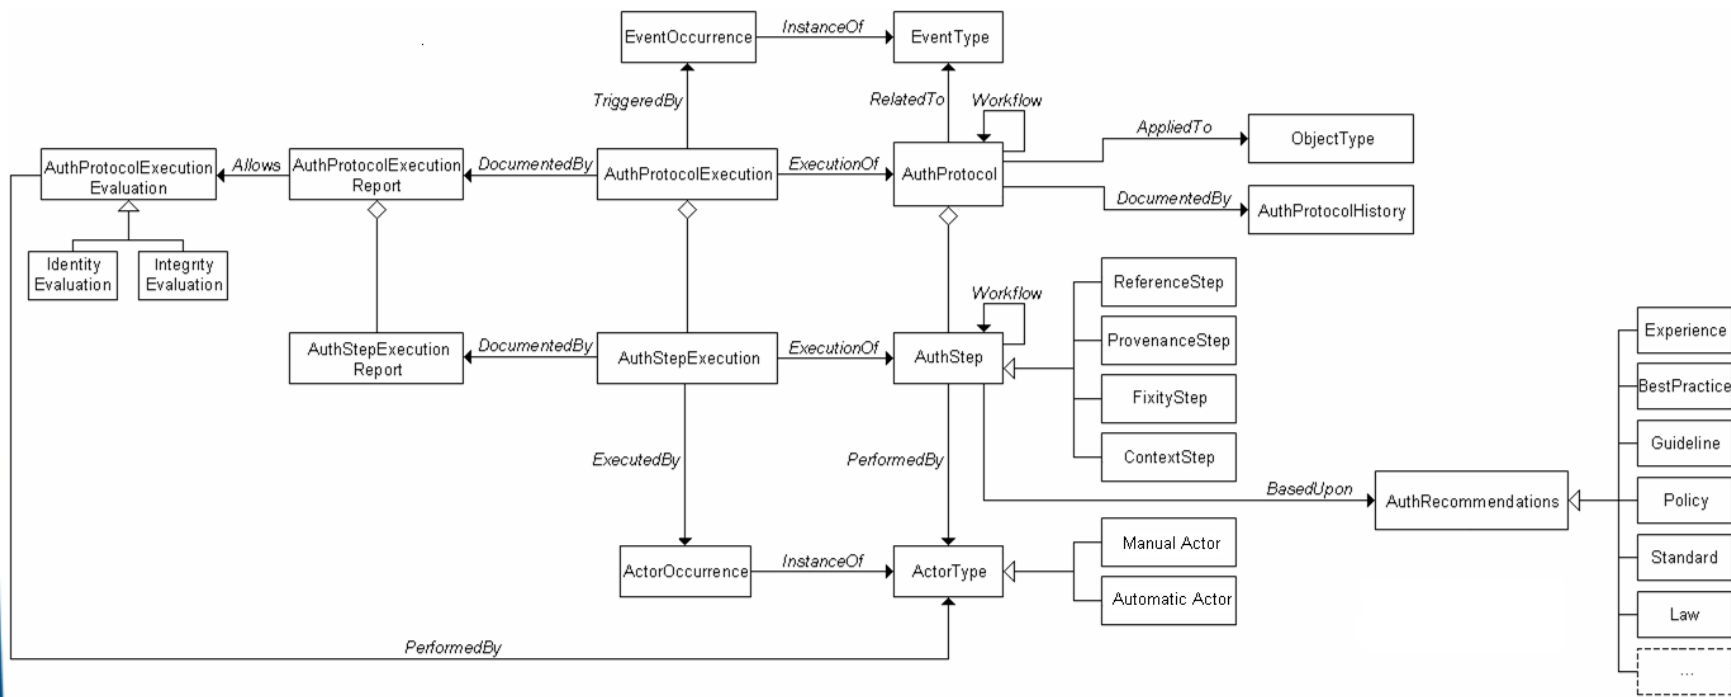 EventOccurrence
InstanceOf
EventType
TriggeredBy
RelatedTo
Workflow
AppliedTo
ObjectType
AuthProtocolExecution
Evaluation
Allows
AuthProtocolExecution
Report
DocumentedBy
AuthProtocolExecution
ExecutionOf
AuthProtocol
DocumentedBy
AuthProtocolHistory
Identity
Evaluation
Integrity
Evaluation
Workflow
ReferenceStep
ProvenanceStep
FixityStep
ContextStep
AuthStepExecution
Report
DocumentedBy
AuthStepExecution
ExecutionOf
AuthStep
ExecutedBy
PerformedBy
BasedUpon
AuthRecommendations
Experience
BestPractice
Guideline
Policy
Standard
Law
...
ActorOccurrence
InstanceOf
ActorType
Manual Actor
Automatic Actor
PerformedBy